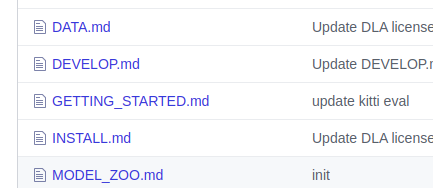 DATA.md Update DLA license
DEVELOP.md Update DEVELOP.
GETTING_STARTED.md update kitti eval
INSTALL.md Update DLA license
MODEL_ZOO.md init